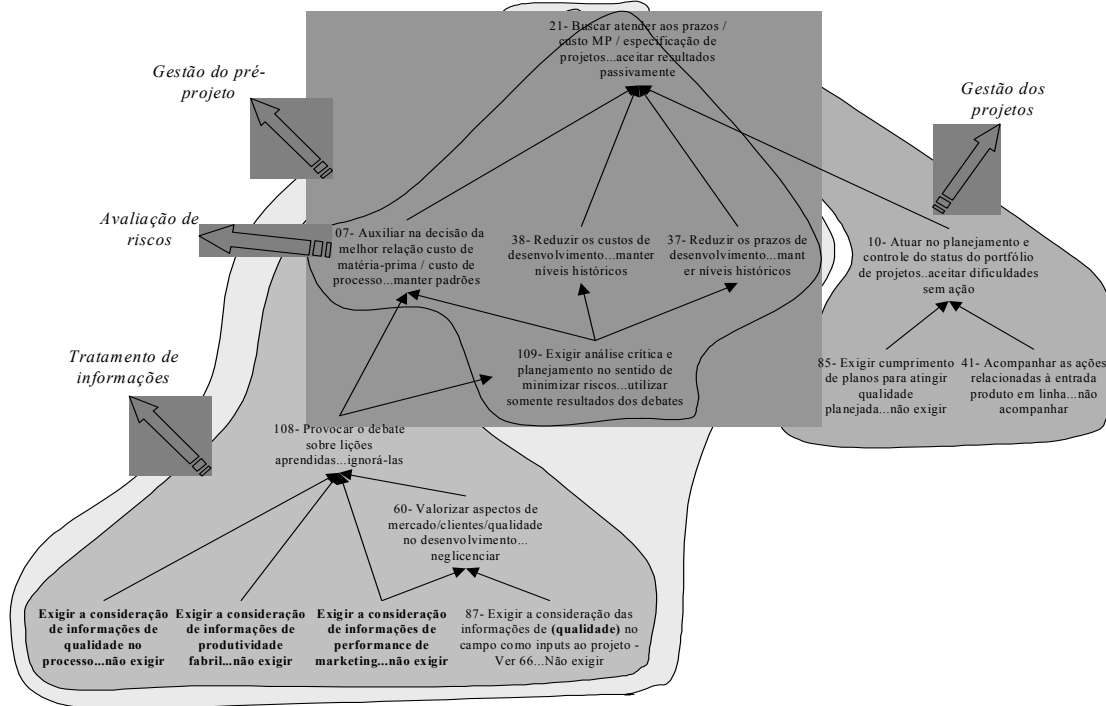 21- Buscar atender aos prazos /
custo MP / especificação de
projetos...aceitar resultados
passivamente
Gestão do pré-
projeto
Gestão dos
projetos
Avaliação de
riscos
07- Auxiliar na decisão da
melhor relação custo de
matéria-prima / custo de
processo...manter padrões
38- Reduzir os custos de
desenvolvimento...manter
níveis históricos
37- Reduzir os prazos de
desenvolvimento...mant
er níveis históricos
10- Atuar no planejamento e
controle do status do portfólio
de projetos...aceitar dificuldades
sem ação
Tratamento de
informações
109- Exigir análise crítica e
planejamento no sentido de
minimizar riscos...utilizar
somente resultados dos debates
85- Exigir cumprimento
de planos para atingir
qualidade
planejada...não exigir
41- Acompanhar as ações
relacionadas à entrada
produto em linha...não
acompanhar
108- Provocar o debate
sobre lições
aprendidas...ignorá-las
60- Valorizar aspectos de
mercado/clientes/qualidade
no desenvolvimento...
neglicenciar
Exigir a consideração
de informações de
qualidade no
processo...não exigir
Exigir a consideração
de informações de
produtividade
fabril...não exigir
Exigir a consideração
de informações de
performance de
marketing...não exigir
87- Exigir a consideração das
informações de (qualidade) no
campo como inputs ao projeto -
Ver 66...Não exigir